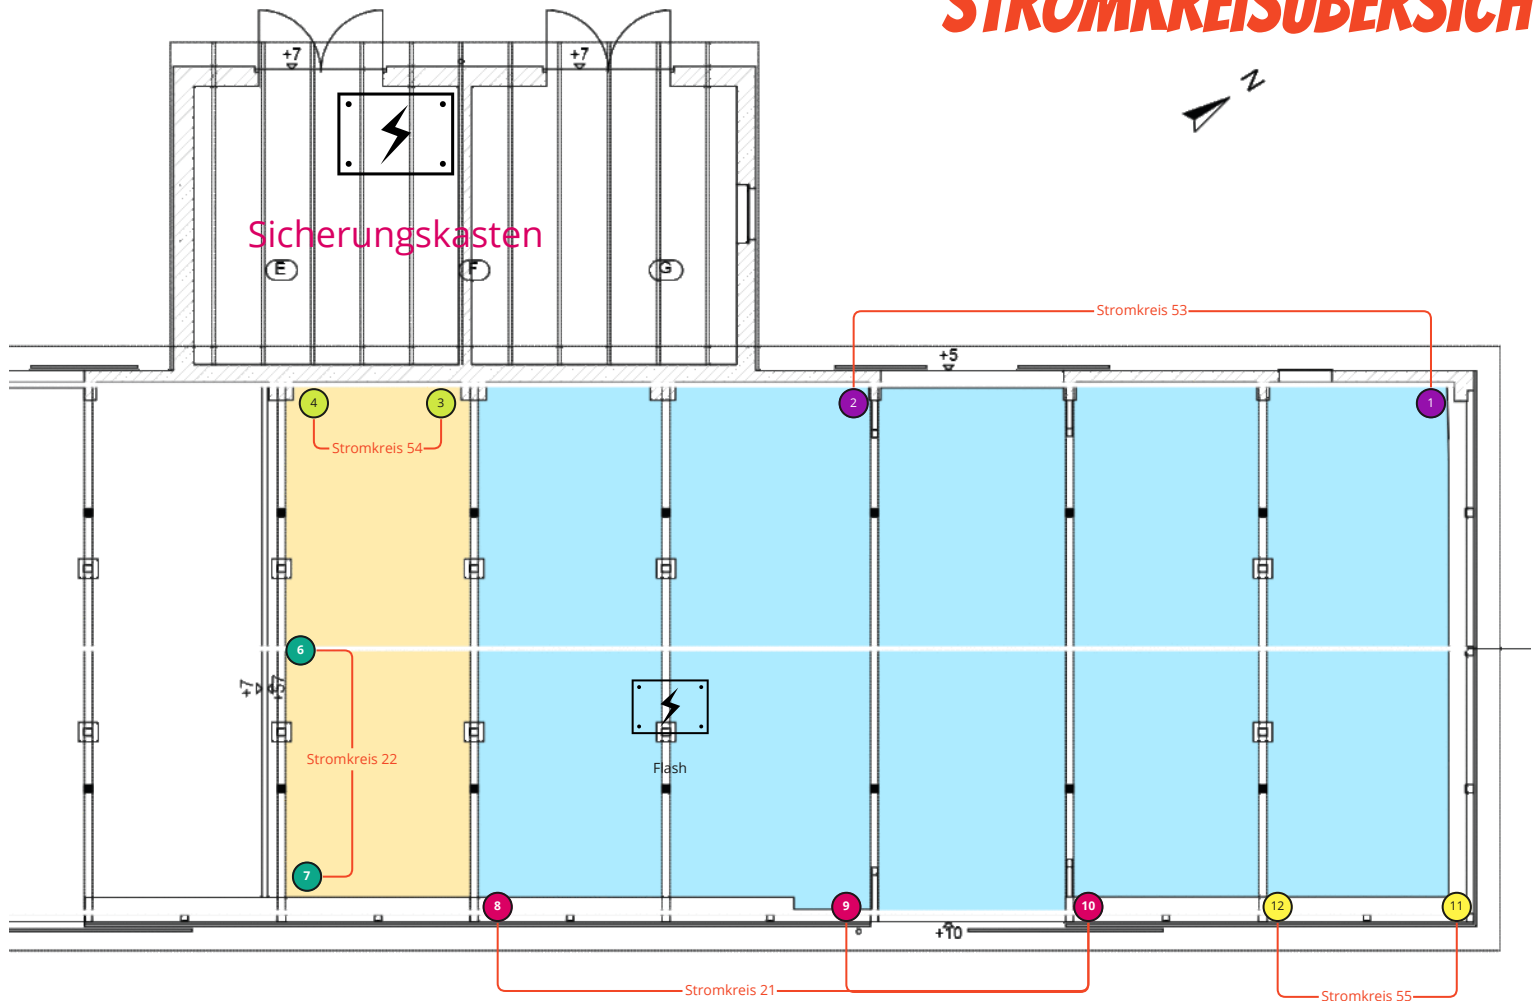 STROMKREISÜBERSICH
+7
+7
N
Sicherungskasten
E
F
G
Stromkreis 53
+5
4
3
2
1
Stromkreis 54
6
+7
Stromkreis 22
Flash
7
8
9
10
12
11
+10
Stromkreis 21
Stromkreis 55